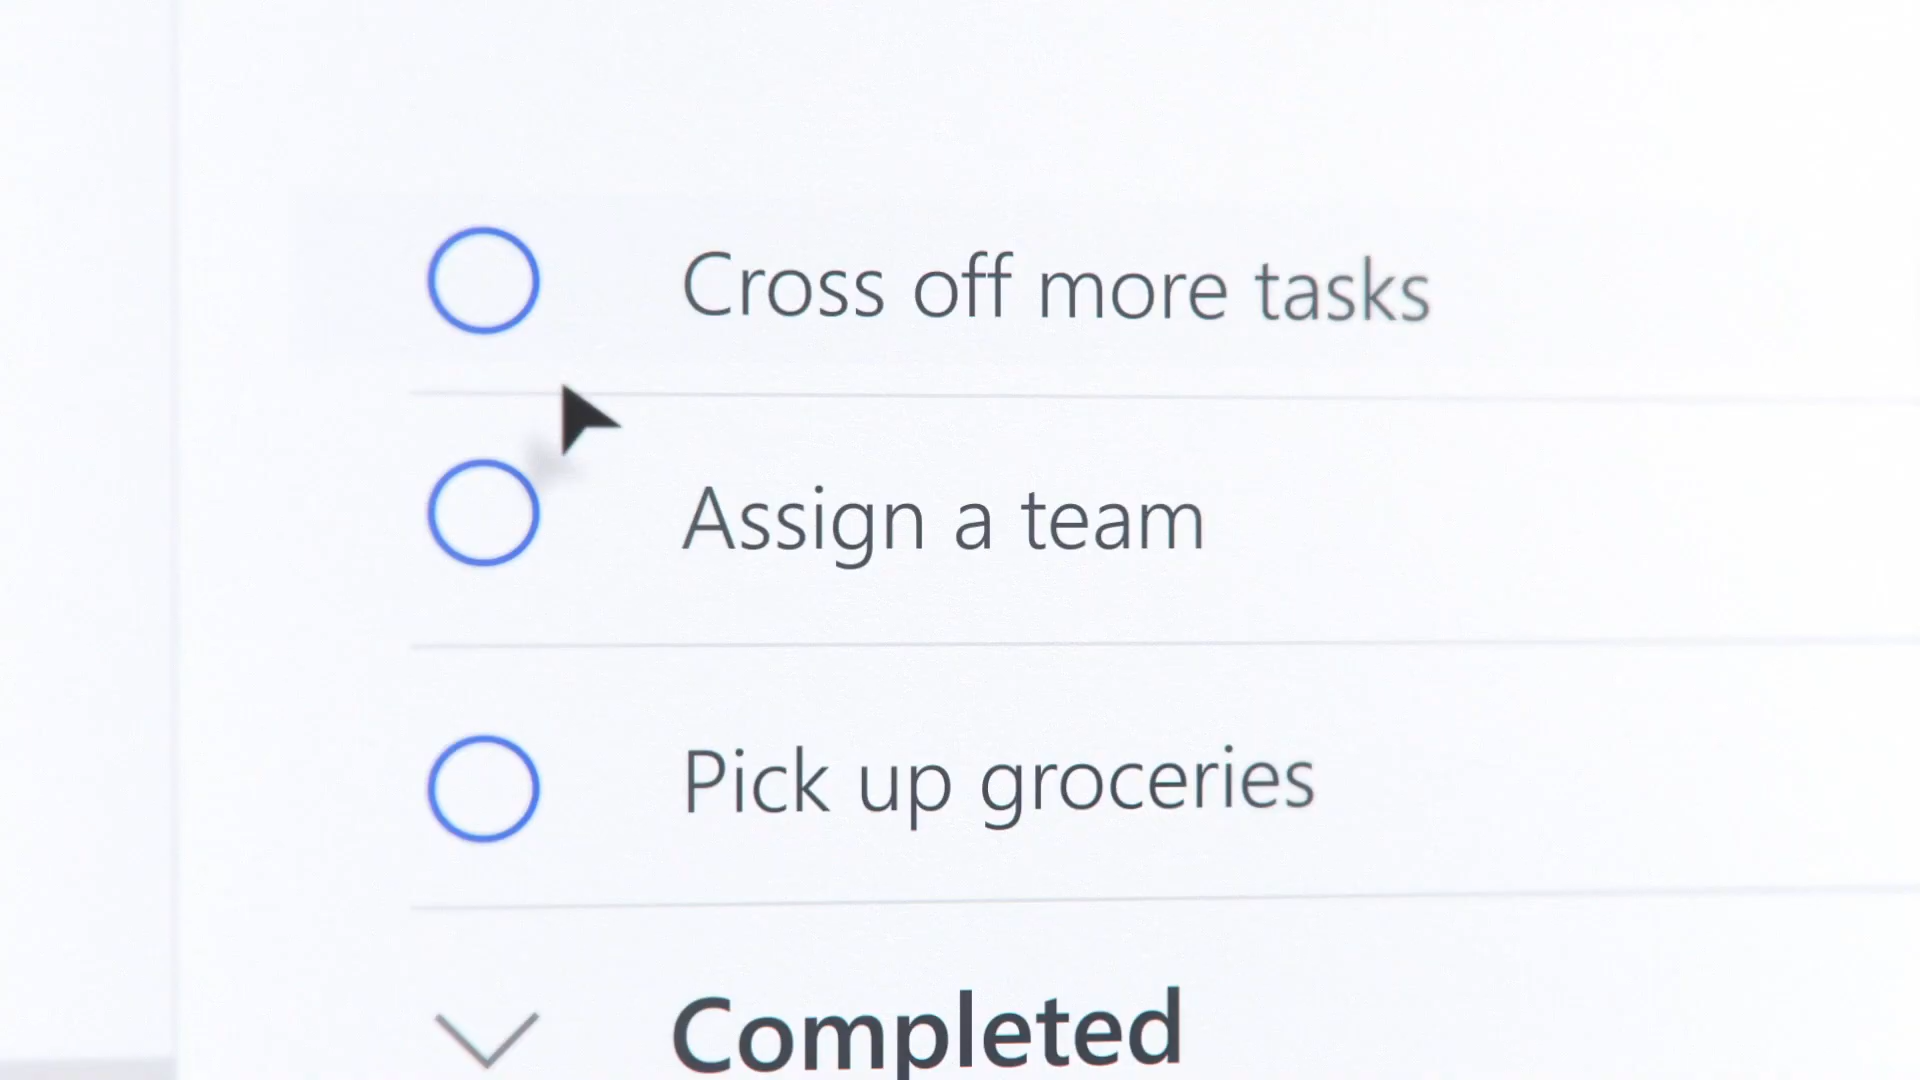 Cross off more tasks
Assign a team
Pick up groceries
Completed